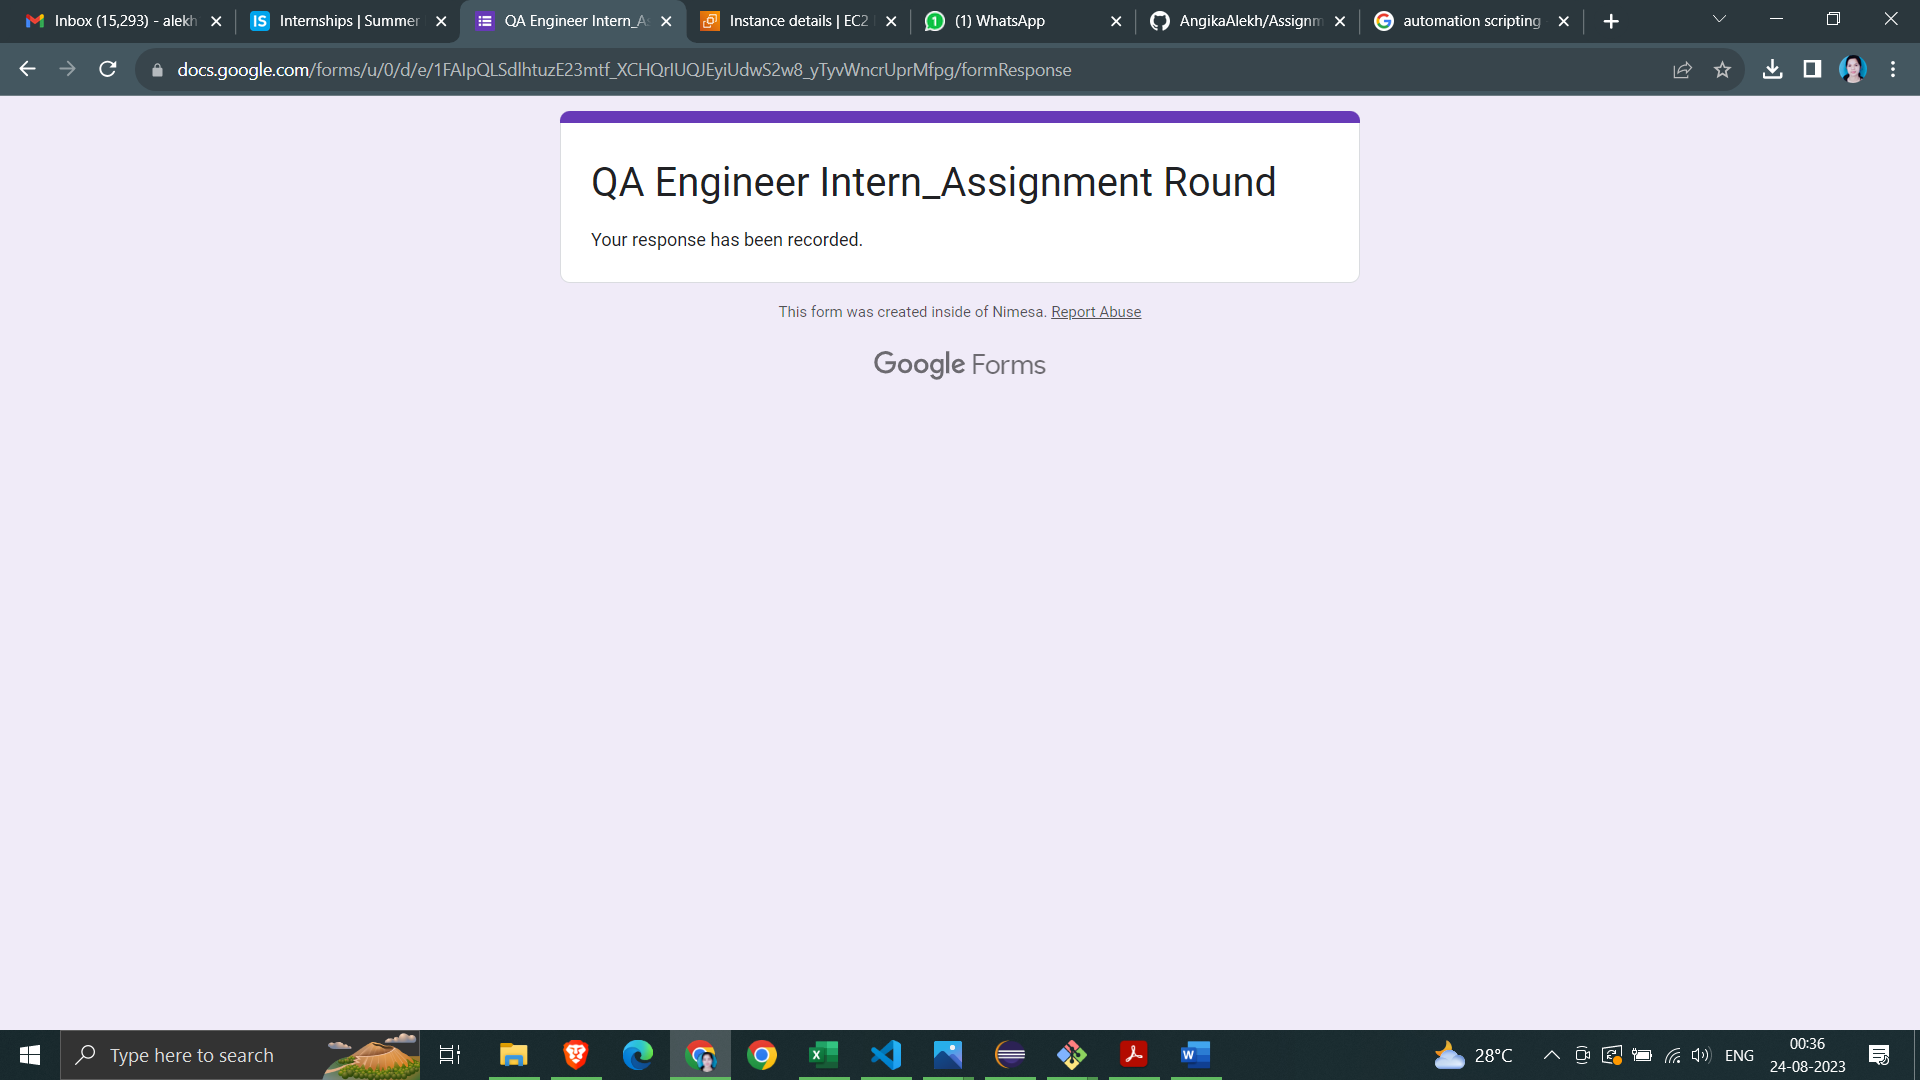 Inbox (15,293) - alekh
Internships | Summer
QA Engineer Intern_As
Instance details | EC2
(1) WhatsApp
AngikaAlekh/Assignm
automation scripting
docs.google.com/forms/u/0/d/e/1FAIpQLSdlhtuzE23mtf_XCHQrIUQJEyiUdwS2w8_yTyvWncrUprMfpg/formResponse
QA Engineer Intern_Assignment Round
Your response has been recorded.
This form was created inside of Nimesa. Report Abuse
Google Forms
Type here to search
28°C
ENG
00:36
24-08-2023